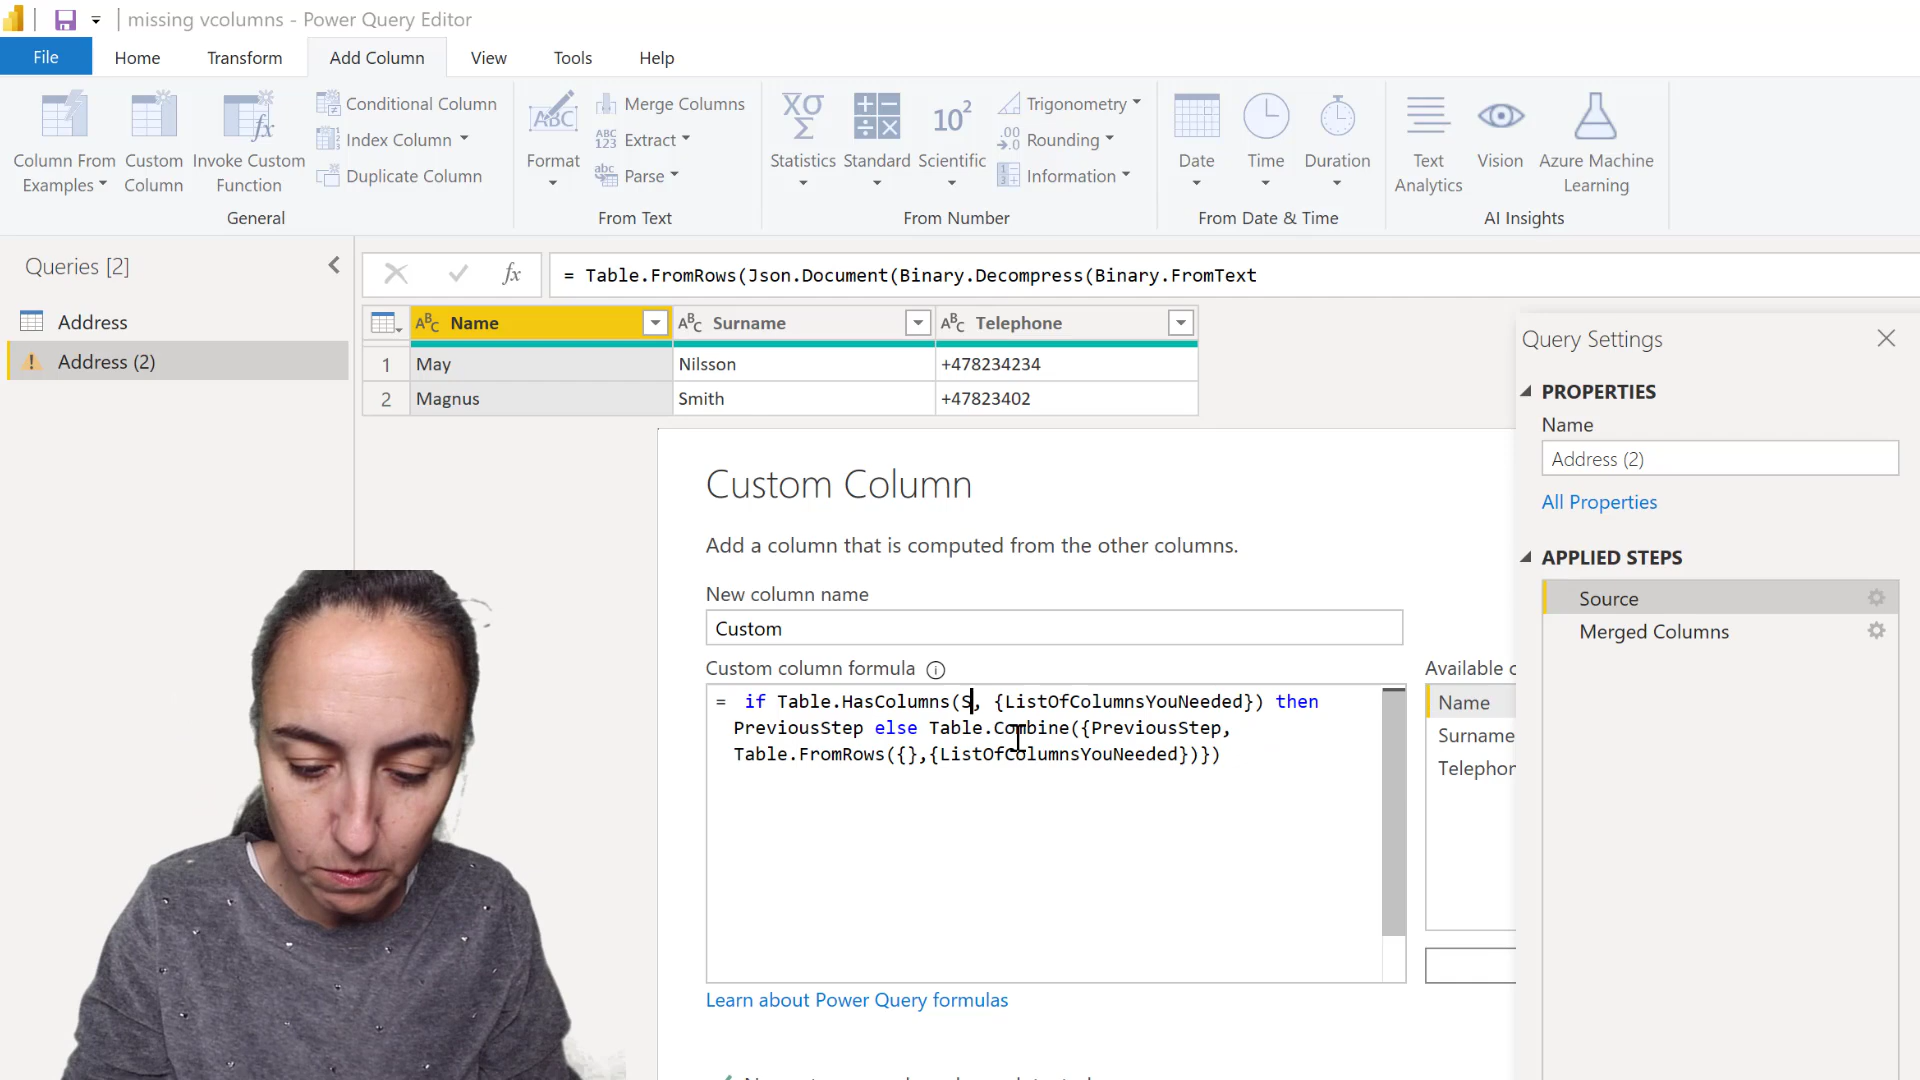 missing vcolumns - Power Query Editor
File Home Transform Add Column View Tools Help
Column From Examples
Custom Column
Invoke Custom Function
Conditional Column
Index Column
Duplicate Column
General
Format
Merge Columns
Extract
Parse
From Text
Statistics
Standard
Scientific
Trigonometry
Rounding
Information
From Number
Date
Time
Duration
From Date & Time
Text Analytics
Vision
Azure Machine Learning
AI Insights
Queries [2]
Address
Address (2)
fx = Table.FromRows(Json.Document(Binary.Decompress(Binary.FromText =
Name Surname Telephone
1 May Nilsson +478234234
2 Magnus Smith +47823402
Custom Column
Add a column that is computed from the other columns.
New column name
Custom
Custom column formula
= if Table.HasColumns(S, {ListOfColumnsYouNeeded}) then
PreviousStep else Table.Combine({PreviousStep,
Table.FromRows({},{ListOfColumnsYouNeeded})})
Learn about Power Query formulas
Available c
Name
Surname
Telephon
Query Settings
PROPERTIES
Name
Address (2)
All Properties
APPLIED STEPS
Source
Merged Columns